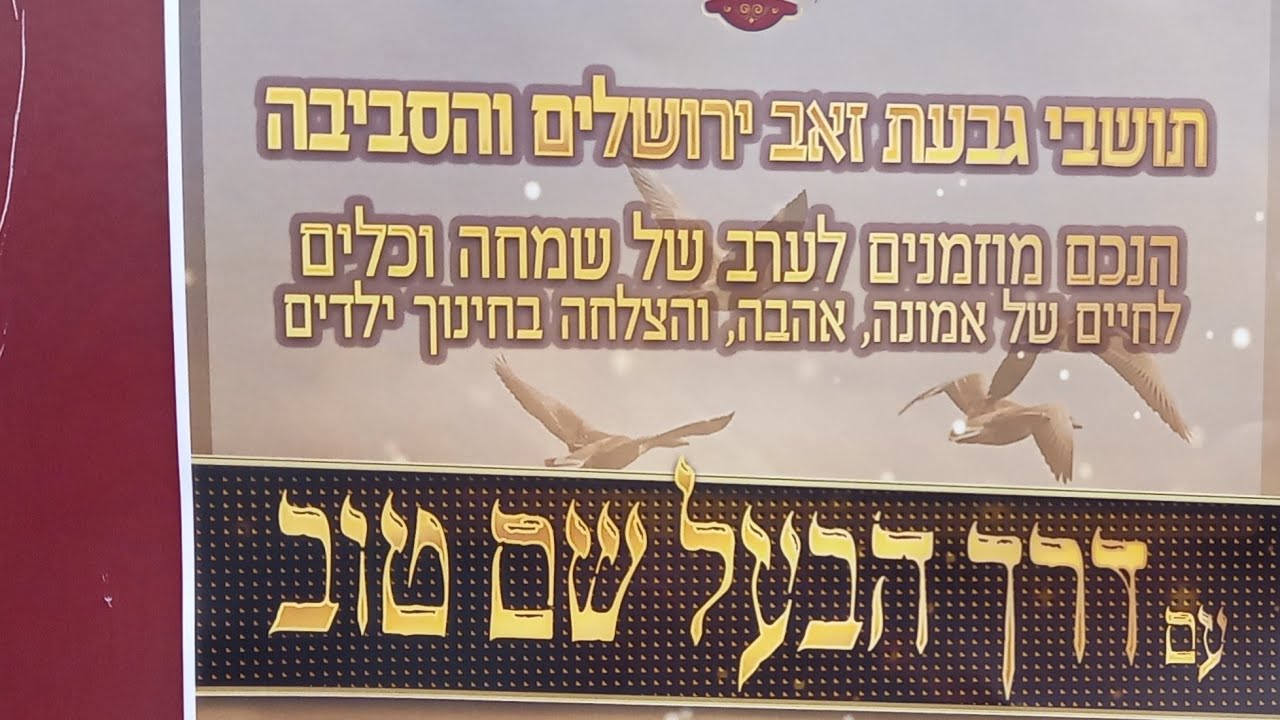 תושבי גבעת זאב ירושלים והסביבה
הנכם מוזמנים לערב של שמחה וכלים
לחיים של אמונה, אהבה, והצלחה בחינוך ילדים
עם דרך הבעל שם טוב